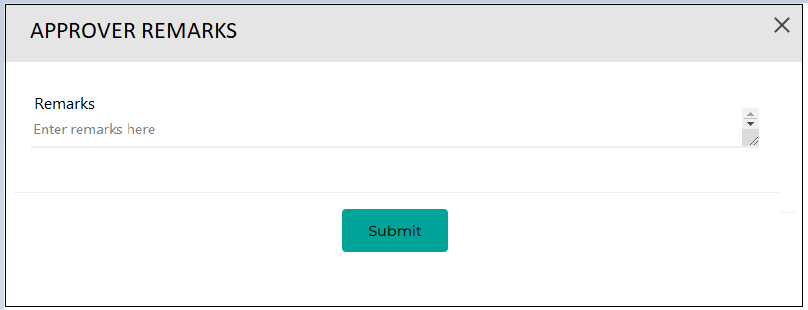 APPROVER REMARKS
Remarks
Enter remarks here
Submit